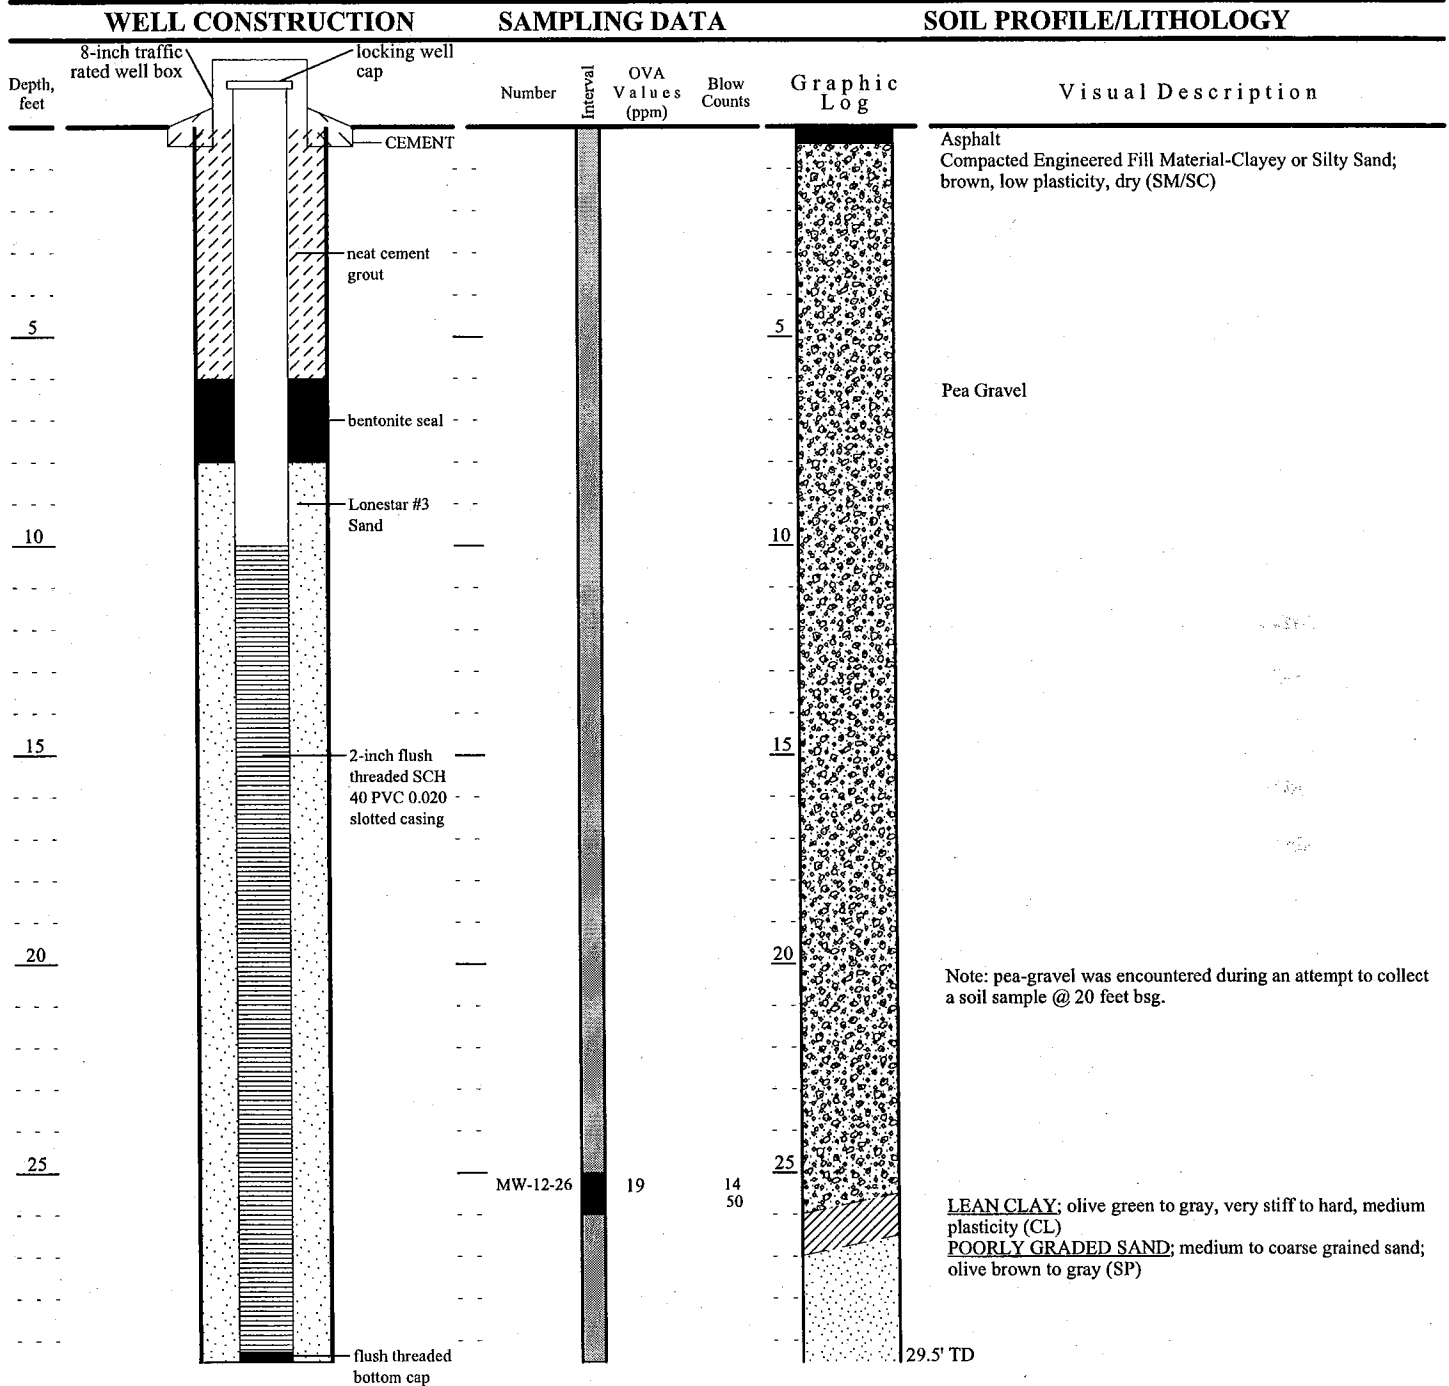 WELL CONSTRUCTION
SAMPLING DATA
SOIL PROFILE/LITHOLOGY
Depth,
feet
8-inch traffic
rated well box
locking well
cap
Number
Interval
OVA
Values
(ppm)
Blow
Counts
Graphic
Log
Visual Description
CEMENT
Asphalt
Compacted Engineered Fill Material-Clayey or Silty Sand;
brown, low plasticity, dry (SM/SC)
neat cement
grout
5
5
Pea Gravel
bentonite seal
Lonestar #3
Sand
10
10
15
15
2-inch flush
threaded SCH
40 PVC 0.020
slotted casing
20
20
Note: pea-gravel was encountered during an attempt to collect
a soil sample @ 20 feet bsg.
25
25
MW-12-26
19
14
50
LEAN CLAY; olive green to gray, very stiff to hard, medium
plasticity (CL)
POORLY GRADED SAND; medium to coarse grained sand;
olive brown to gray (SP)
flush threaded
bottom cap
29.5' TD